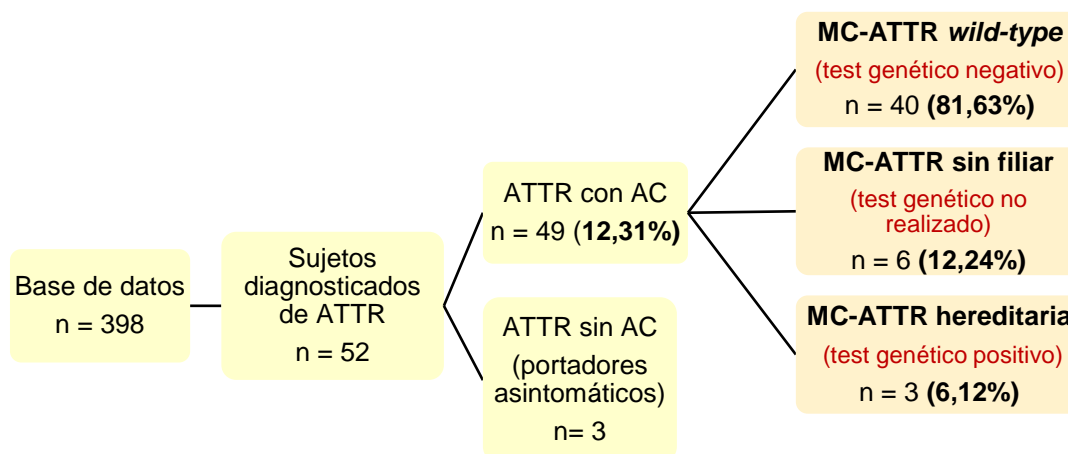 Base de datos
n = 398
Sujetos
diagnosticados
de ATTR
n = 52
ATTR con AC
n = 49 (12,31%)
ATTR sin AC
(portadores
asintomáticos)
n= 3
MC-ATTR wild-type
(test genético negativo)
n = 40 (81,63%)
MC-ATTR sin filiar
(test genético no
realizado)
n = 6 (12,24%)
MC-ATTR hereditaria
(test genético positivo)
n = 3 (6,12%)